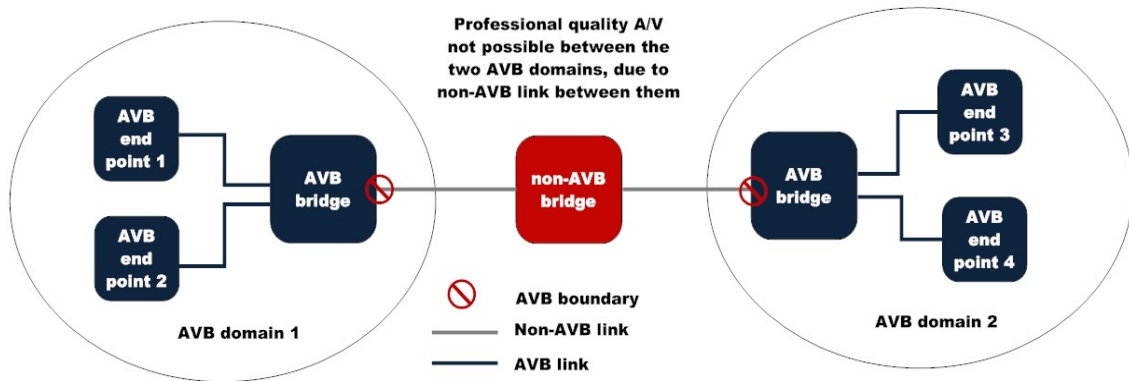 Professional quality A/V
not possible between the
two AVB domains, due to
non-AVB link between them
AVB
end
point 1
AVB
end
point 2
AVB
bridge
AVB domain 1
non-AVB
bridge
AVB
bridge
AVB
end
point 3
AVB
end
point 4
AVB domain 2
AVB boundary
Non-AVB link
AVB link